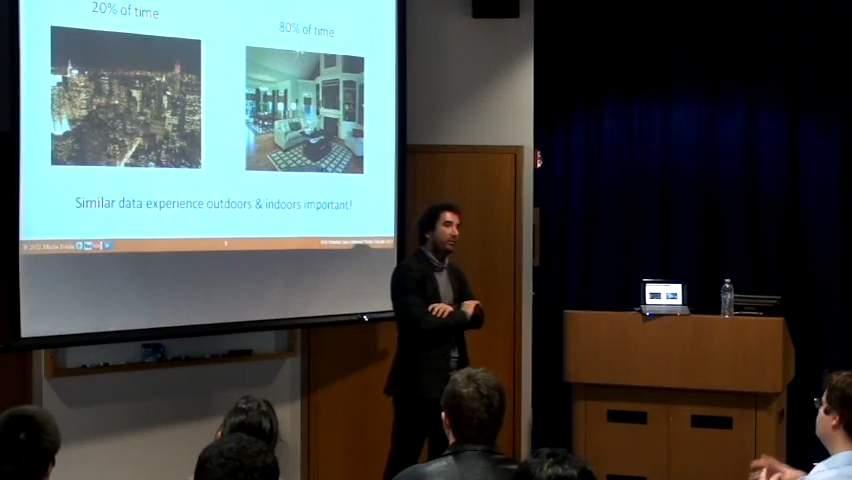 20% of time
80% of time
Similar data experience outdoors & indoors important!